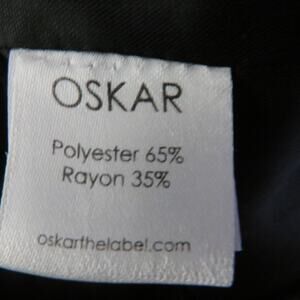 OSKAR
Polyester 65%
Rayon 35%
oskarthelabel.com